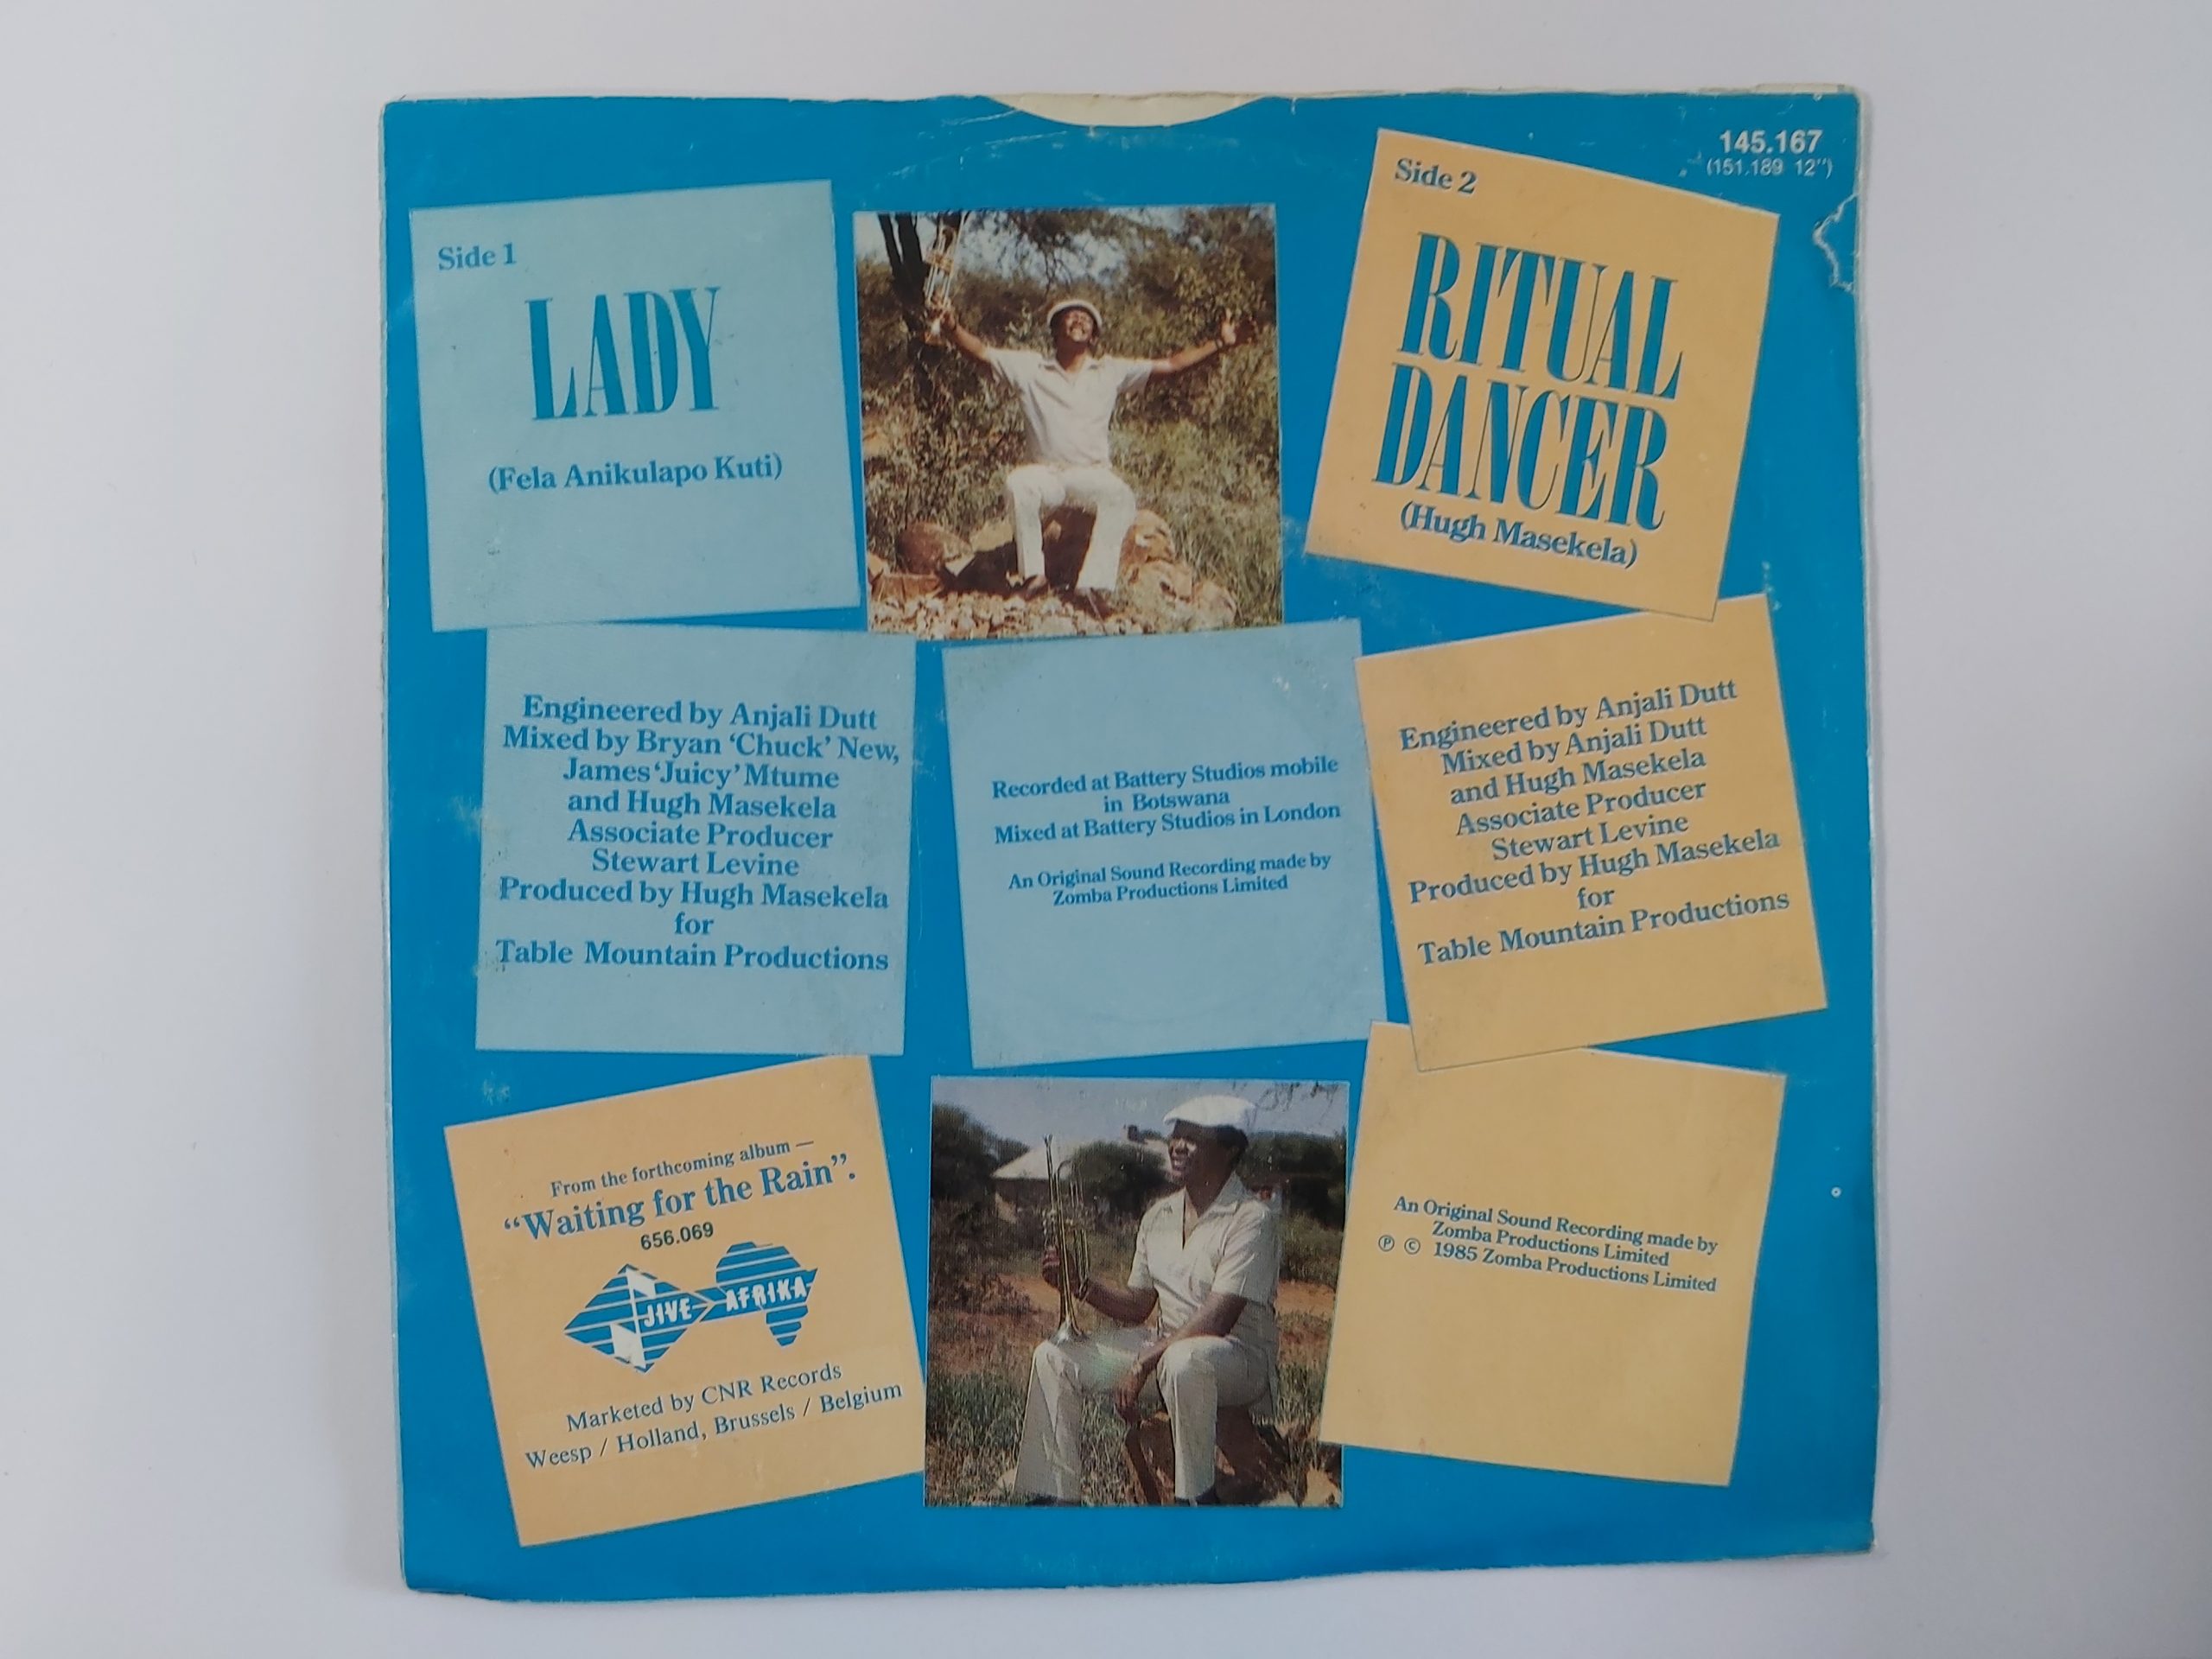 145.167
(151.189 12")
Side 1
LADY
(Fela Anikulapo Kuti)
Side 2
RITUAL
DANCER
(Hugh Masekela)
Engineered by Anjali Dutt
Mixed by Bryan ‘Chuck’ New,
James ‘Juicy’ Mtume
and Hugh Masekela
Associate Producer
Stewart Levine
Produced by Hugh Masekela
for
Table Mountain Productions
Recorded at Battery Studios mobile
in Botswana
Mixed at Battery Studios in London
An Original Sound Recording made by
Zomba Productions Limited
Engineered by Anjali Dutt
Mixed by Anjali Dutt
and Hugh Masekela
Associate Producer
Stewart Levine
Produced by Hugh Masekela
for
Table Mountain Productions
From the forthcoming album —
“Waiting for the Rain”.
656.069
JIVE AFRIKA
Marketed by CNR Records
Weesp / Holland, Brussels / Belgium
An Original Sound Recording made by
Zomba Productions Limited
℗ © 1985 Zomba Productions Limited